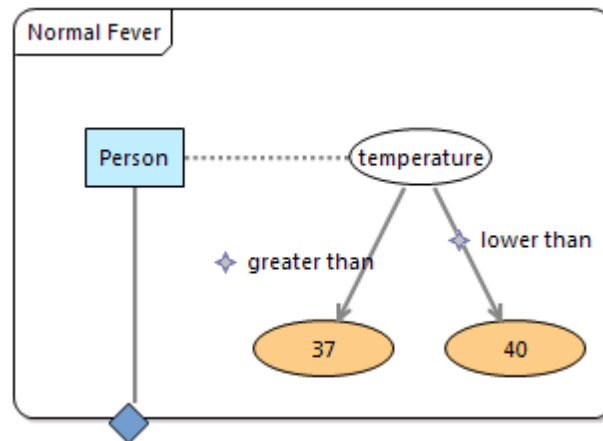 Normal Fever
Person
temperature
greater than
lower than
37
40